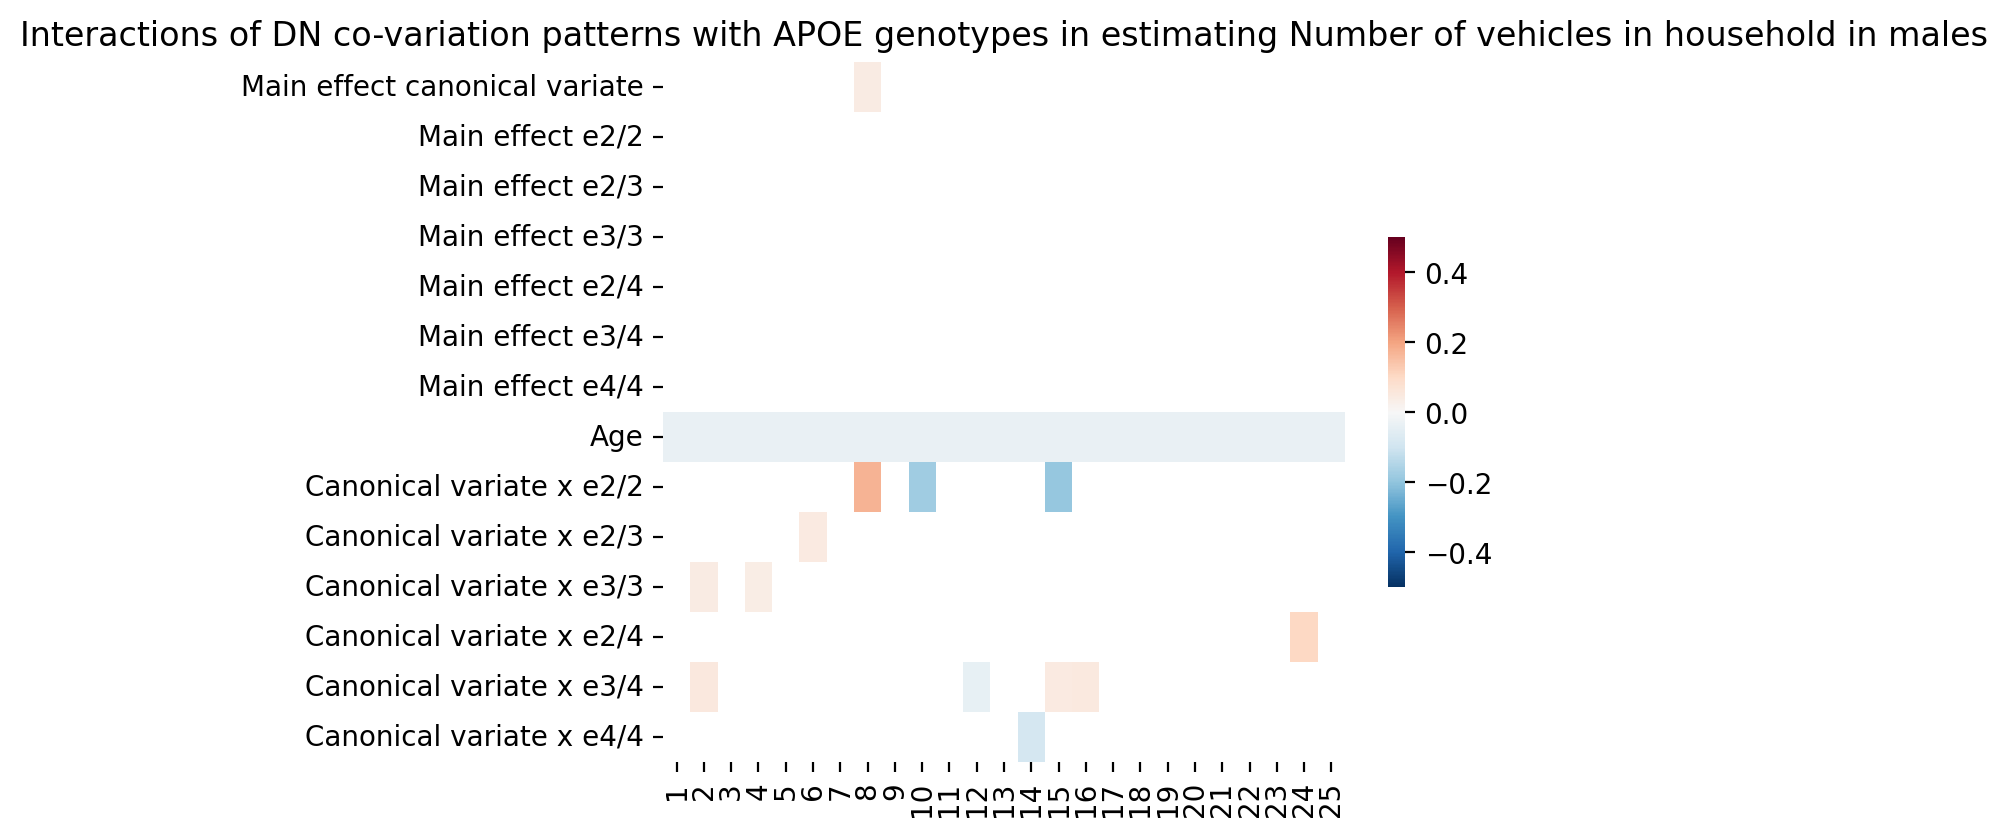 Interactions of DN co-variation patterns with APOE genotypes in estimating Number of vehicles in household in males
Main effect canonical variate
Main effect e2/2
Main effect e2/3
Main effect e3/3
Main effect e2/4
Main effect e3/4
Main effect e4/4
Age
Canonical variate x e2/2
Canonical variate x e2/3
Canonical variate x e3/3
Canonical variate x e2/4
Canonical variate x e3/4
Canonical variate x e4/4
1 2 3 4 5 6 7 8 9 10 11 12 13 14 15 16 17 18 19 20 21 22 23 24 25
0.4
0.2
0.0
−0.2
−0.4